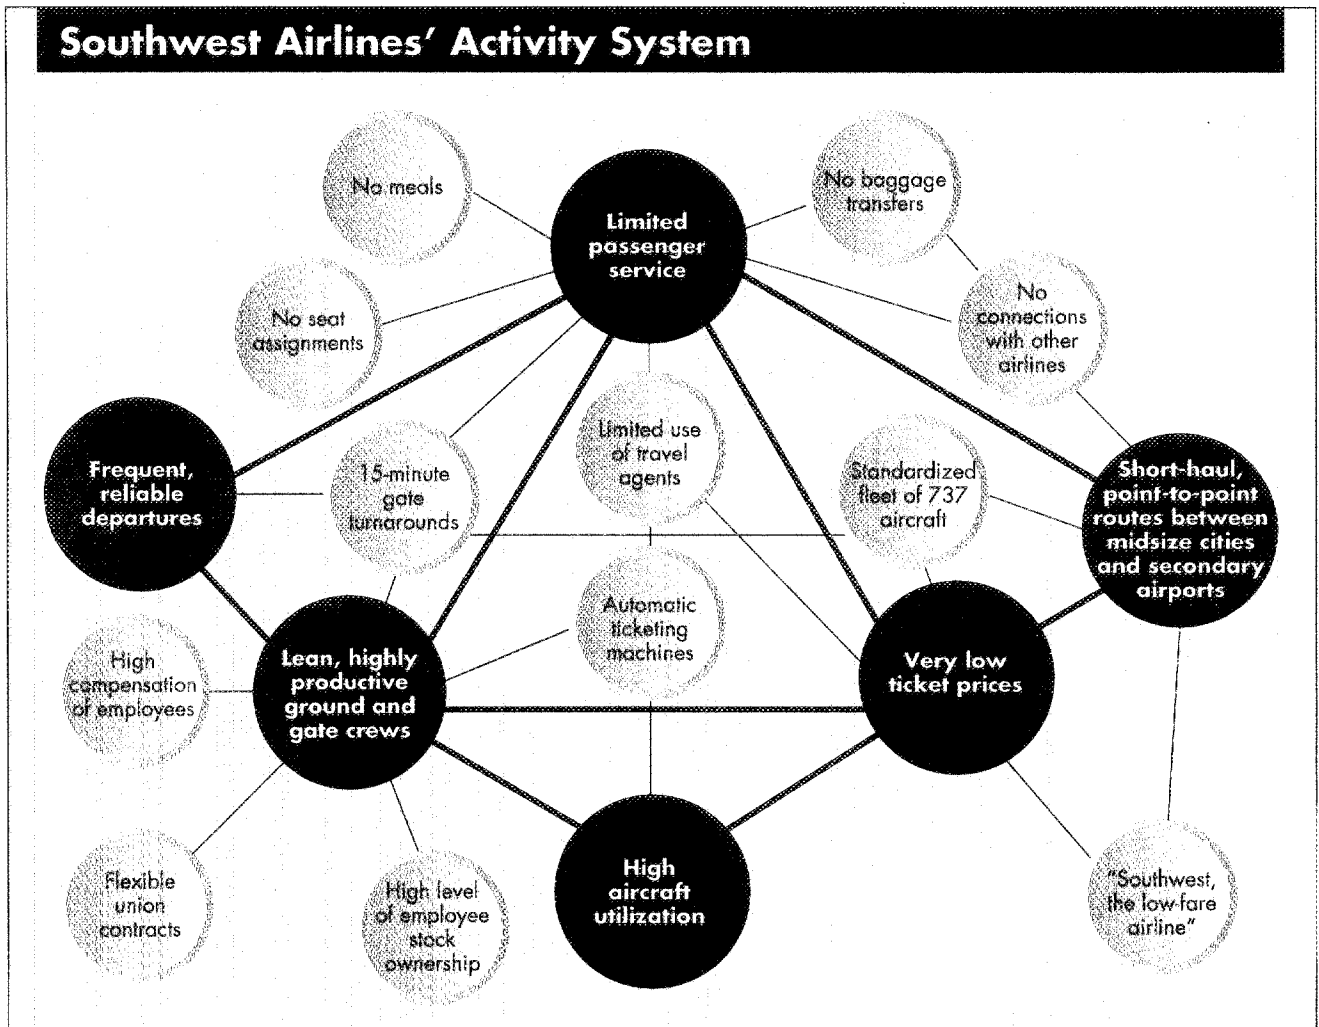 Southwest Airlines' Activity System
No meals
Limited
passenger
service
No baggage
transfers
No seat
assignments
No
connections
with other
airlines
Frequent,
reliable
departures
15-minute
gate
turnarounds
Limited use
of travel
agents
Standardized
fleet of 737
aircraft
Short-haul,
point-to-point
routes between
midsize cities
and secondary
airports
High
compensation
of employees
Lean, highly
productive
ground and
gate crews
Automatic
ticketing
machines
Very low
ticket prices
Flexible
union
contracts
High level
of employee
stock
ownership
High
aircraft
utilization
"Southwest,
the low-fare
airline"